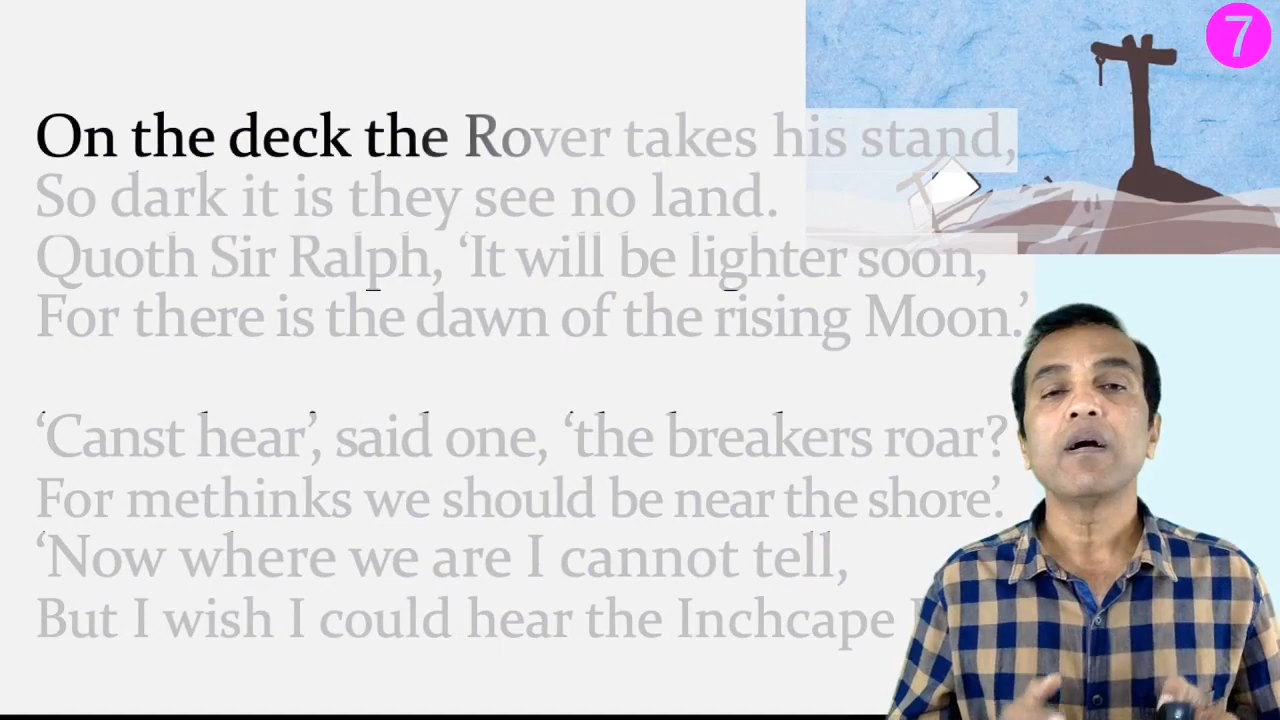 7
On the deck the Rover takes his stand,
So dark it is they see no land.
Quoth Sir Ralph, ‘It will be lighter soon,
For there is the dawn of the rising Moon.’
‘Canst hear’, said one, ‘the breakers roar?
For methinks we should be near the shore’.
‘Now where we are I cannot tell,
But I wish I could hear the Inchcape